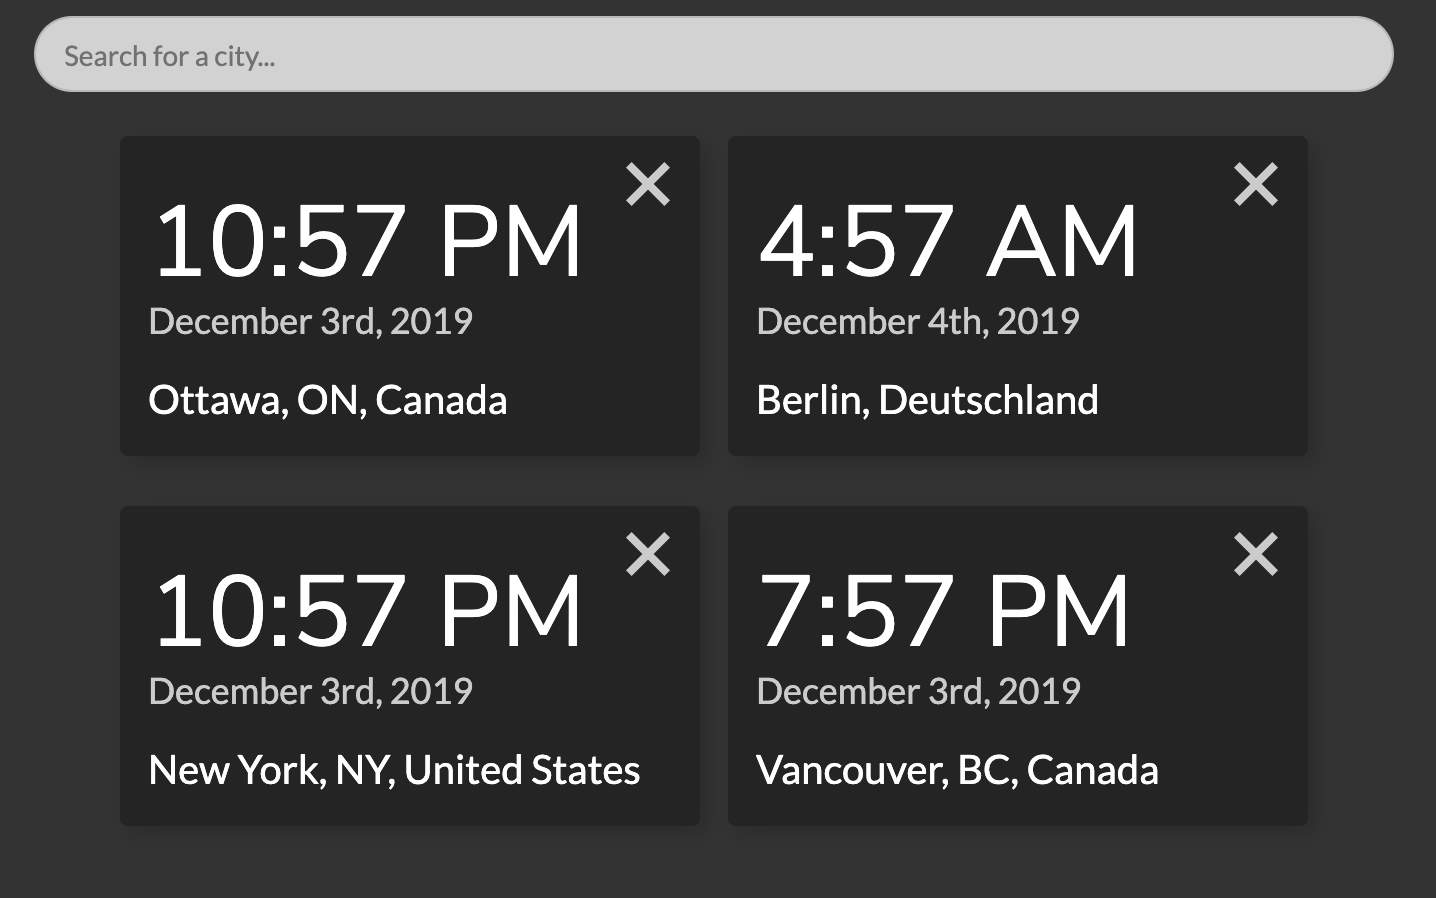 Search for a city...
10:57 PM
December 3rd, 2019
Ottawa, ON, Canada
4:57 AM
December 4th, 2019
Berlin, Deutschland
10:57 PM
December 3rd, 2019
New York, NY, United States
7:57 PM
December 3rd, 2019
Vancouver, BC, Canada